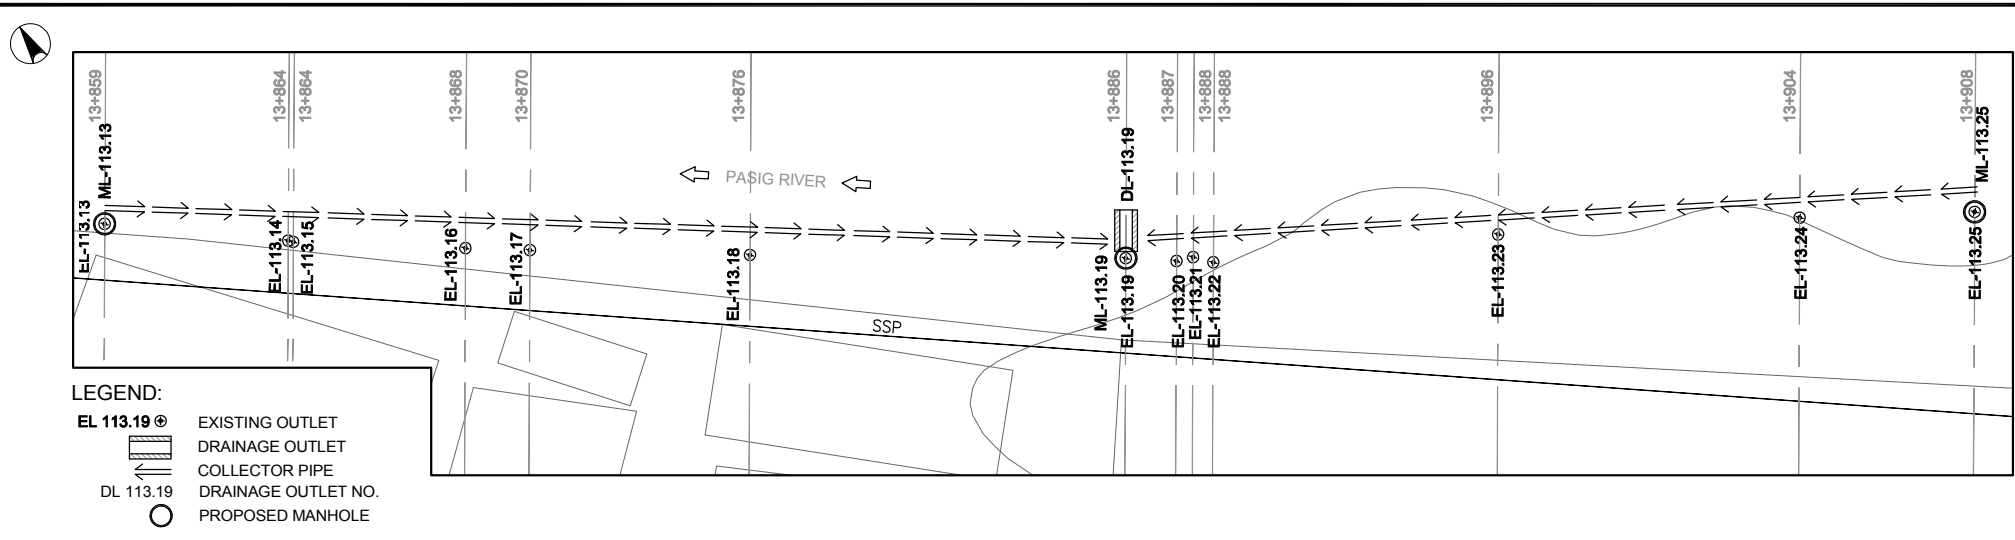 13+859
13+864
13+864
13+868
13+870
13+876
13+886
13+887
13+888
13+888
13+896
13+904
13+908
ML-113.13
DL-113.19
ML-113.25
PASIG RIVER
EL-113.13
EL-113.14
EL-113.15
EL-113.16
EL-113.17
EL-113.18
ML-113.19
EL-113.19
EL-113.20
EL-113.21
EL-113.22
EL-113.23
EL-113.24
EL-113.25
SSP
LEGEND:
EL 113.19 EXISTING OUTLET
DRAINAGE OUTLET
COLLECTOR PIPE
DL 113.19 DRAINAGE OUTLET NO.
PROPOSED MANHOLE